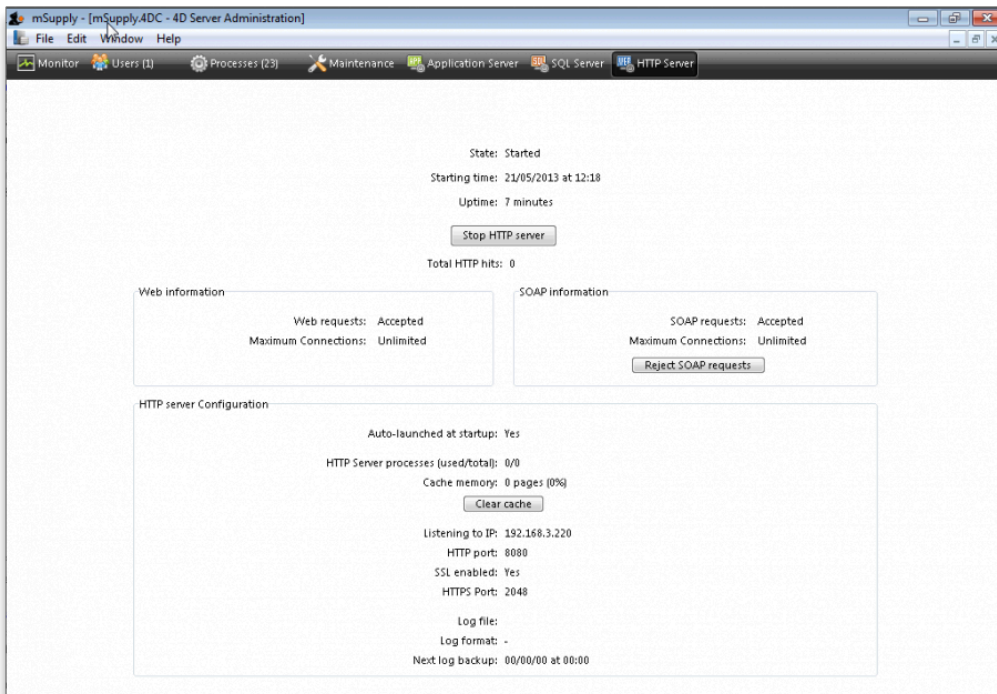 mSupply - [mSupply.4DC - 4D Server Administration]
File Edit Window Help
Monitor Users (1) Processes (23) Maintenance Application Server SQL Server HTTP Server
State: Started
Starting time: 21/05/2013 at 12:18
Uptime: 7 minutes
Stop HTTP server
Total HTTP hits: 0
Web information
Web requests: Accepted
Maximum Connections: Unlimited
SOAP information
SOAP requests: Accepted
Maximum Connections: Unlimited
Reject SOAP requests
HTTP server Configuration
Auto-launched at startup: Yes
HTTP Server processes (used/total): 0/0
Cache memory: 0 pages (0%)
Clear cache
Listening to IP: 192.168.3.220
HTTP port: 8080
SSL enabled: Yes
HTTPS Port: 2048
Log file:
Log format: -
Next log backup: 00/00/00 at 00:00